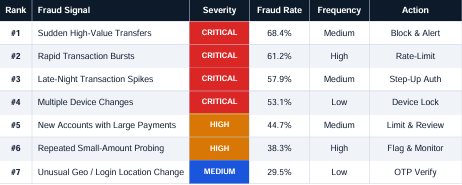 Rank Fraud Signal Severity Fraud Rate Frequency Action
#1 Sudden High-Value Transfers CRITICAL 68.4% Medium Block & Alert
#2 Rapid Transaction Bursts CRITICAL 61.2% High Rate-Limit
#3 Late-Night Transaction Spikes CRITICAL 57.9% Medium Step-Up Auth
#4 Multiple Device Changes CRITICAL 53.1% Low Device Lock
#5 New Accounts with Large Payments HIGH 44.7% Medium Limit & Review
#6 Repeated Small-Amount Probing HIGH 38.3% High Flag & Monitor
#7 Unusual Geo / Login Location Change MEDIUM 29.5% Low OTP Verify